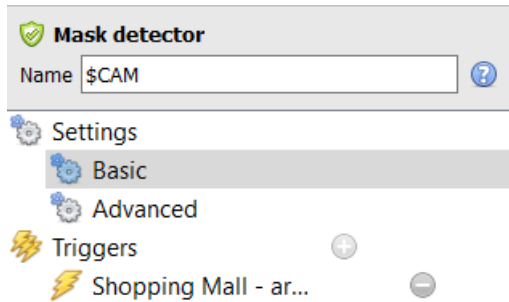 Mask detector
Name $CAM
Settings
Basic
Advanced
Triggers
Shopping Mall - ar...